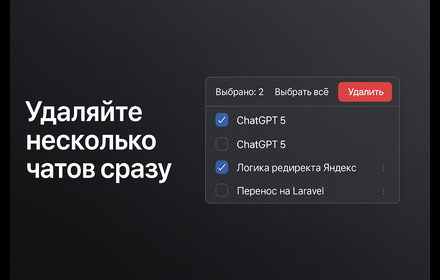 Удаляйте
несколько
чатов сразу
Выбрано: 2 Выбрать всё Удалить
ChatGPT 5
ChatGPT 5
Логика редиректа Яндекс
Перенос на Laravel